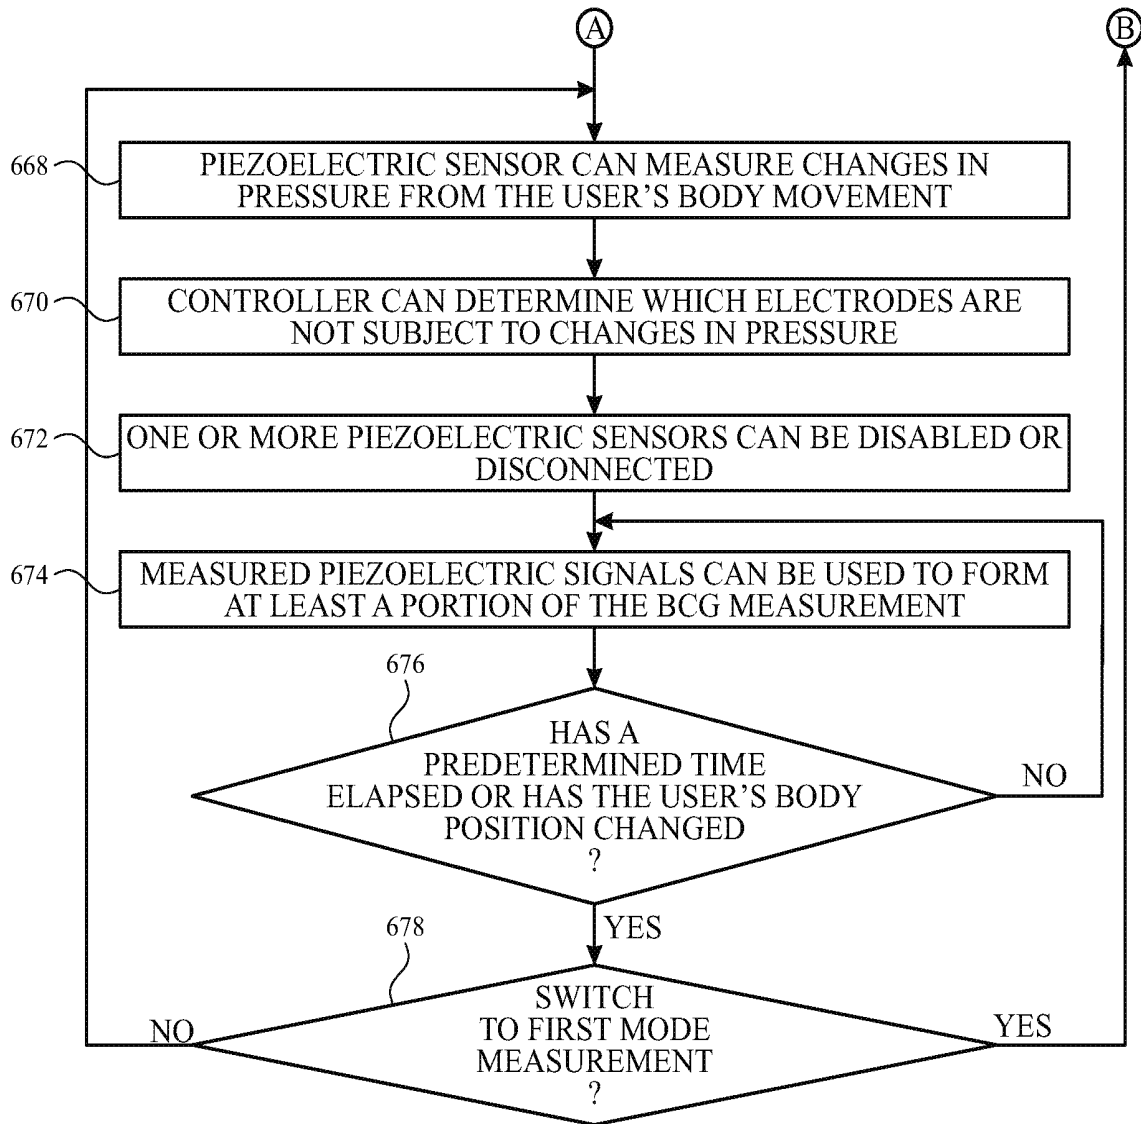 A
B
668
PIEZOELECTRIC SENSOR CAN MEASURE CHANGES IN
PRESSURE FROM THE USER'S BODY MOVEMENT
670
CONTROLLER CAN DETERMINE WHICH ELECTRODES ARE
NOT SUBJECT TO CHANGES IN PRESSURE
672
ONE OR MORE PIEZOELECTRIC SENSORS CAN BE DISABLED OR
DISCONNECTED
674
MEASURED PIEZOELECTRIC SIGNALS CAN BE USED TO FORM
AT LEAST A PORTION OF THE BCG MEASUREMENT
676
HAS A
PREDETERMINED TIME
ELAPSED OR HAS THE USER'S BODY
POSITION CHANGED
?
NO
YES
678
SWITCH
TO FIRST MODE
MEASUREMENT
?
NO
YES